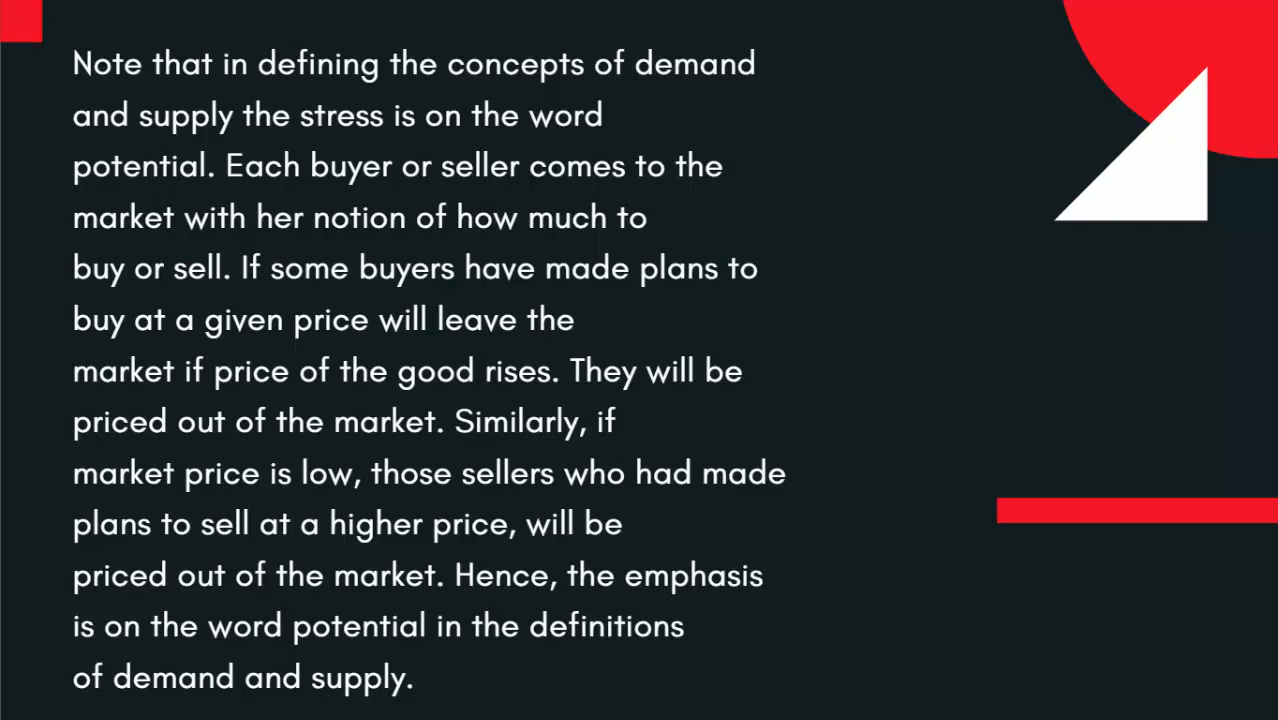 Note that in defining the concepts of demand
and supply the stress is on the word
potential. Each buyer or seller comes to the
market with her notion of how much to
buy or sell. If some buyers have made plans to
buy at a given price will leave the
market if price of the good rises. They will be
priced out of the market. Similarly, if
market price is low, those sellers who had made
plans to sell at a higher price, will be
priced out of the market. Hence, the emphasis
is on the word potential in the definitions
of demand and supply.